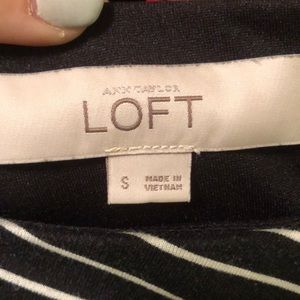 ANN TAYLOR
LOFT
S
MADE IN
VIETNAM